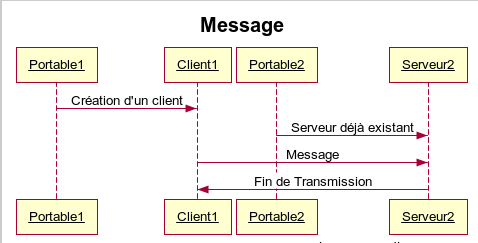 Message
Portable1 Client1 Portable2 Serveur2
Création d'un client
Serveur déjà existant
Message
Fin de Transmission
Portable1 Client1 Portable2 Serveur2